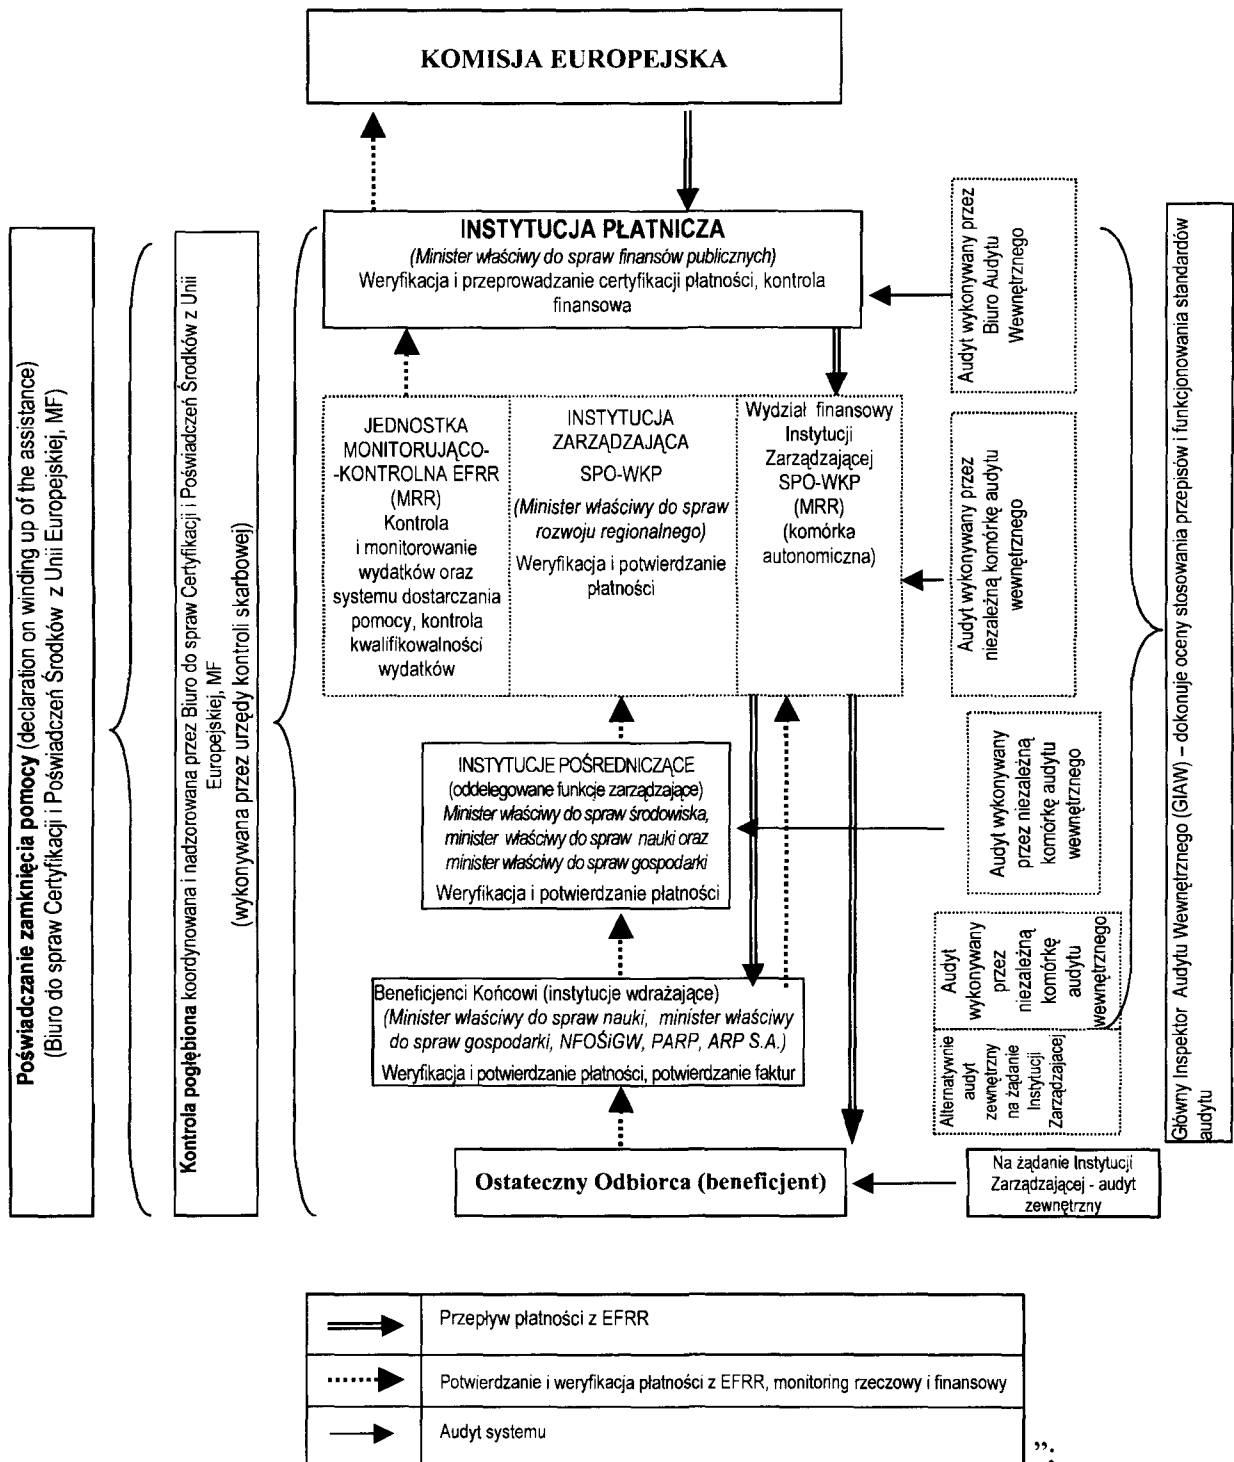 KOMISJA EUROPEJSKA
INSTYTUCJA PŁATNICZA
(Minister właściwy do spraw finansów publicznych)
Weryfikacja i przeprowadzanie certyfikacji płatności, kontrola
finansowa
JEDNOSTKA
MONITORUJĄCO-
-KONTROLNA EFRR
(MRR)
Kontrola
i monitorowanie
wydatków oraz
systemu dostarczania
pomocy, kontrola
kwalifikowalności
wydatków
INSTYTUCJA
ZARZĄDZAJĄCA
SPO-WKP
(Minister właściwy do spraw
rozwoju regionalnego)
Weryfikacja i potwierdzanie
płatności
Wydział finansowy
Instytucji
Zarządzającej
SPO-WKP
(MRR)
(komórka
autonomiczna)
INSTYTUCJE POŚREDNICZĄCE
(oddelegowane funkcje zarządzające)
Minister właściwy do spraw środowiska,
minister właściwy do spraw nauki oraz
minister właściwy do spraw gospodarki
Weryfikacja i potwierdzanie płatności
Beneficjenci Końcowi (instytucje wdrażające)
(Minister właściwy do spraw nauki, minister właściwy
do spraw gospodarki, NFOŚiGW, PARP, ARP S.A.)
Weryfikacja i potwierdzanie płatności, potwierdzanie faktur
Ostateczny Odbiorca (beneficjent)
Poświadczanie zamknięcia pomocy (declaration on winding up of the assistance)
(Biuro do spraw Certyfikacji i Poświadczeń Środków z Unii Europejskiej, MF)
Kontrola pogłębiona koordynowana i nadzorowana przez Biuro do spraw Certyfikacji i Poświadczeń Środków z Unii
Europejskiej, MF
(wykonywana przez urzędy kontroli skarbowej)
Audyt wykonywany przez
Biuro Audytu
Wewnętrznego
Audyt wykonywany przez
niezależną komórkę audytu
wewnętrznego
Audyt wykonywany
przez niezależną
komórkę audytu
wewnętrznego
Audyt
wykonywany
przez
niezależną
komórkę
audytu
wewnętrznego
Alternatywnie
audyt
zewnętrzny
na żądanie
Instytucji
Zarządzajacej
Na żądanie Instytucji
Zarządzającej - audyt
zewnętrzny
Główny Inspektor Audytu Wewnętrznego (GIAW) – dokonuje oceny stosowania przepisów i funkcjonowania standardów
audytu
Przepływ płatności z EFRR
Potwierdzanie i weryfikacja płatności z EFRR, monitoring rzeczowy i finansowy
Audyt systemu
”;